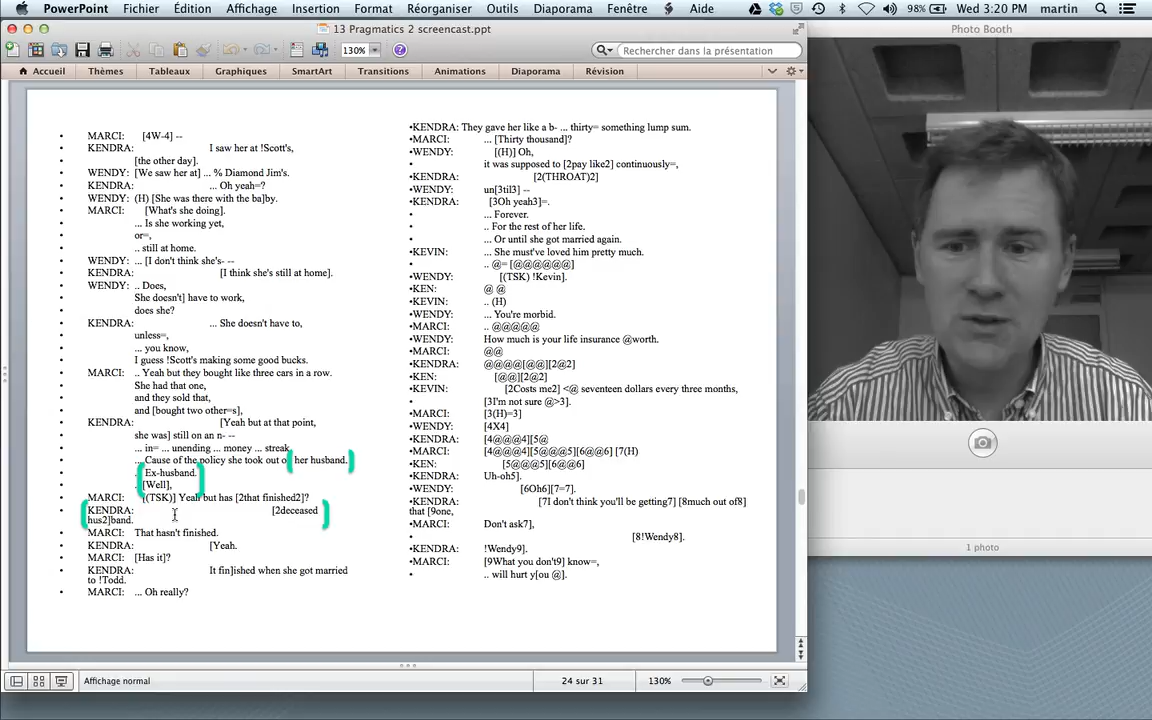 PowerPoint Fichier Édition Affichage Insertion Format Réorganiser Outils Diaporama Fenêtre Aide 98% Wed 3:20 PM martin
13 Pragmatics 2 screencast.ppt
Photo Booth
130%
Rechercher dans la présentation
Accueil Thèmes Tableaux Graphiques SmartArt Transitions Animations Diaporama Révision
• MARCI: [4W-4] --
• KENDRA: I saw her at !Scott's,
• [the other day].
• WENDY: [We saw her at] ... % Diamond Jim's.
• KENDRA: ... Oh yeah=?
• WENDY: (H) [She was there with the ba]by.
• MARCI: [What's she doing].
• ... Is she working yet,
• or=,
• .. still at home.
• WENDY: ... [I don't think she's- --
• KENDRA: [I think she's still at home].
• WENDY: .. Does,
• She doesn't] have to work,
• does she?
• KENDRA: ... She doesn't have to,
• unless=,
• ... you know,
• I guess !Scott's making some good bucks.
• MARCI: .. Yeah but they bought like three cars in a row.
• She had that one,
• and they sold that,
• and [bought two other=s],
• KENDRA: [Yeah but at that point,
• she was] still on an n- --
• ... in= ... unending ... money ... streak,
• ... Cause of the policy she took out o her husband.
• Ex-husband.
• [Well],
• MARCI: [(TSK)] Yeah but has [2that finished2]?
• KENDRA: [2deceased
hus2]band.
• MARCI: That hasn't finished.
• KENDRA: [Yeah.
• MARCI: [Has it]?
• KENDRA: It fin]ished when she got married
to !Todd.
• MARCI: ... Oh really?
•KENDRA: They gave her like a b- ... thirty= something lump sum.
•MARCI: ... [Thirty thousand]?
•WENDY: [(H)] Oh,
• it was supposed to [2pay like2] continuously=,
•KENDRA: [2(THROAT)2]
•WENDY: un[3til3] --
•KENDRA: [3Oh yeah3]=.
• ... Forever.
• .. For the rest of her life.
• ... Or until she got married again.
•KEVIN: ... She must've loved him pretty much.
• .. @= [@@@@@@]
•WENDY: [(TSK) !Kevin].
•KEN: @ @
•KEVIN: .. (H)
•WENDY: ... You're morbid.
•MARCI: .. @@@@@
•WENDY: How much is your life insurance @worth.
•MARCI: @@
•KENDRA: @@@@[@@][2@2]
•KEN: [@@][2@2]
•KEVIN: [2Costs me2] <@ seventeen dollars every three months,
• [3I'm not sure @>3].
•MARCI: [3(H)=3]
•WENDY: [4X4]
•KENDRA: [4@@@4][5@
•MARCI: [4@@@4][5@@@5][6@@6] [7(H)
•KEN: [5@@@5][6@@6]
•KENDRA: Uh-oh5].
•WENDY: [6Oh6][7=7].
•KENDRA: [7I don't think you'll be getting7] [8much out of8]
that [9one,
•MARCI: Don't ask7],
• [8!Wendy8].
•KENDRA: !Wendy9].
•MARCI: [9What you don't9] know=,
• .. will hurt y[ou @].
1 photo
Affichage normal 24 sur 31 130%